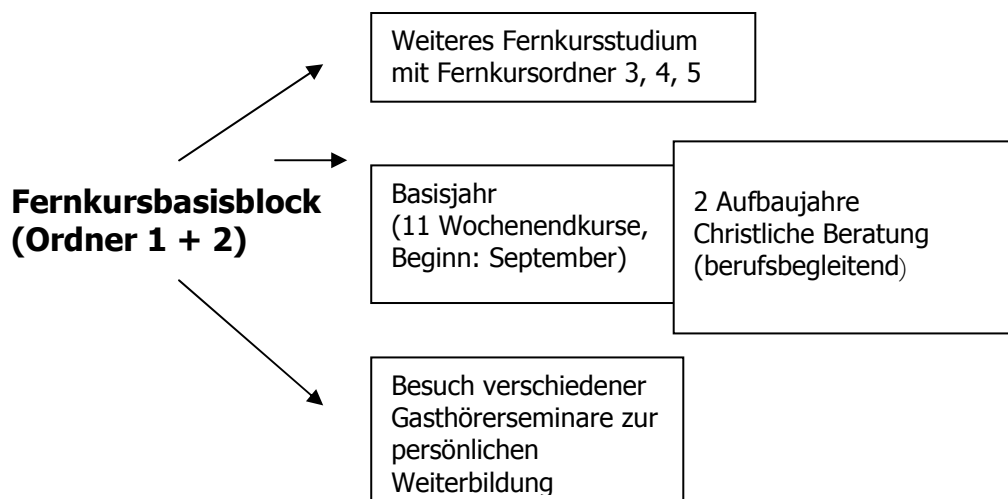 Weiteres Fernkursstudium
mit Fernkursordner 3, 4, 5
Fernkursbasisblock
(Ordner 1 + 2)
Basisjahr
(11 Wochenendkurse,
Beginn: September)
2 Aufbaujahre
Christliche Beratung
(berufsbegleitend)
Besuch verschiedener
Gasthörerseminare zur
persönlichen
Weiterbildung